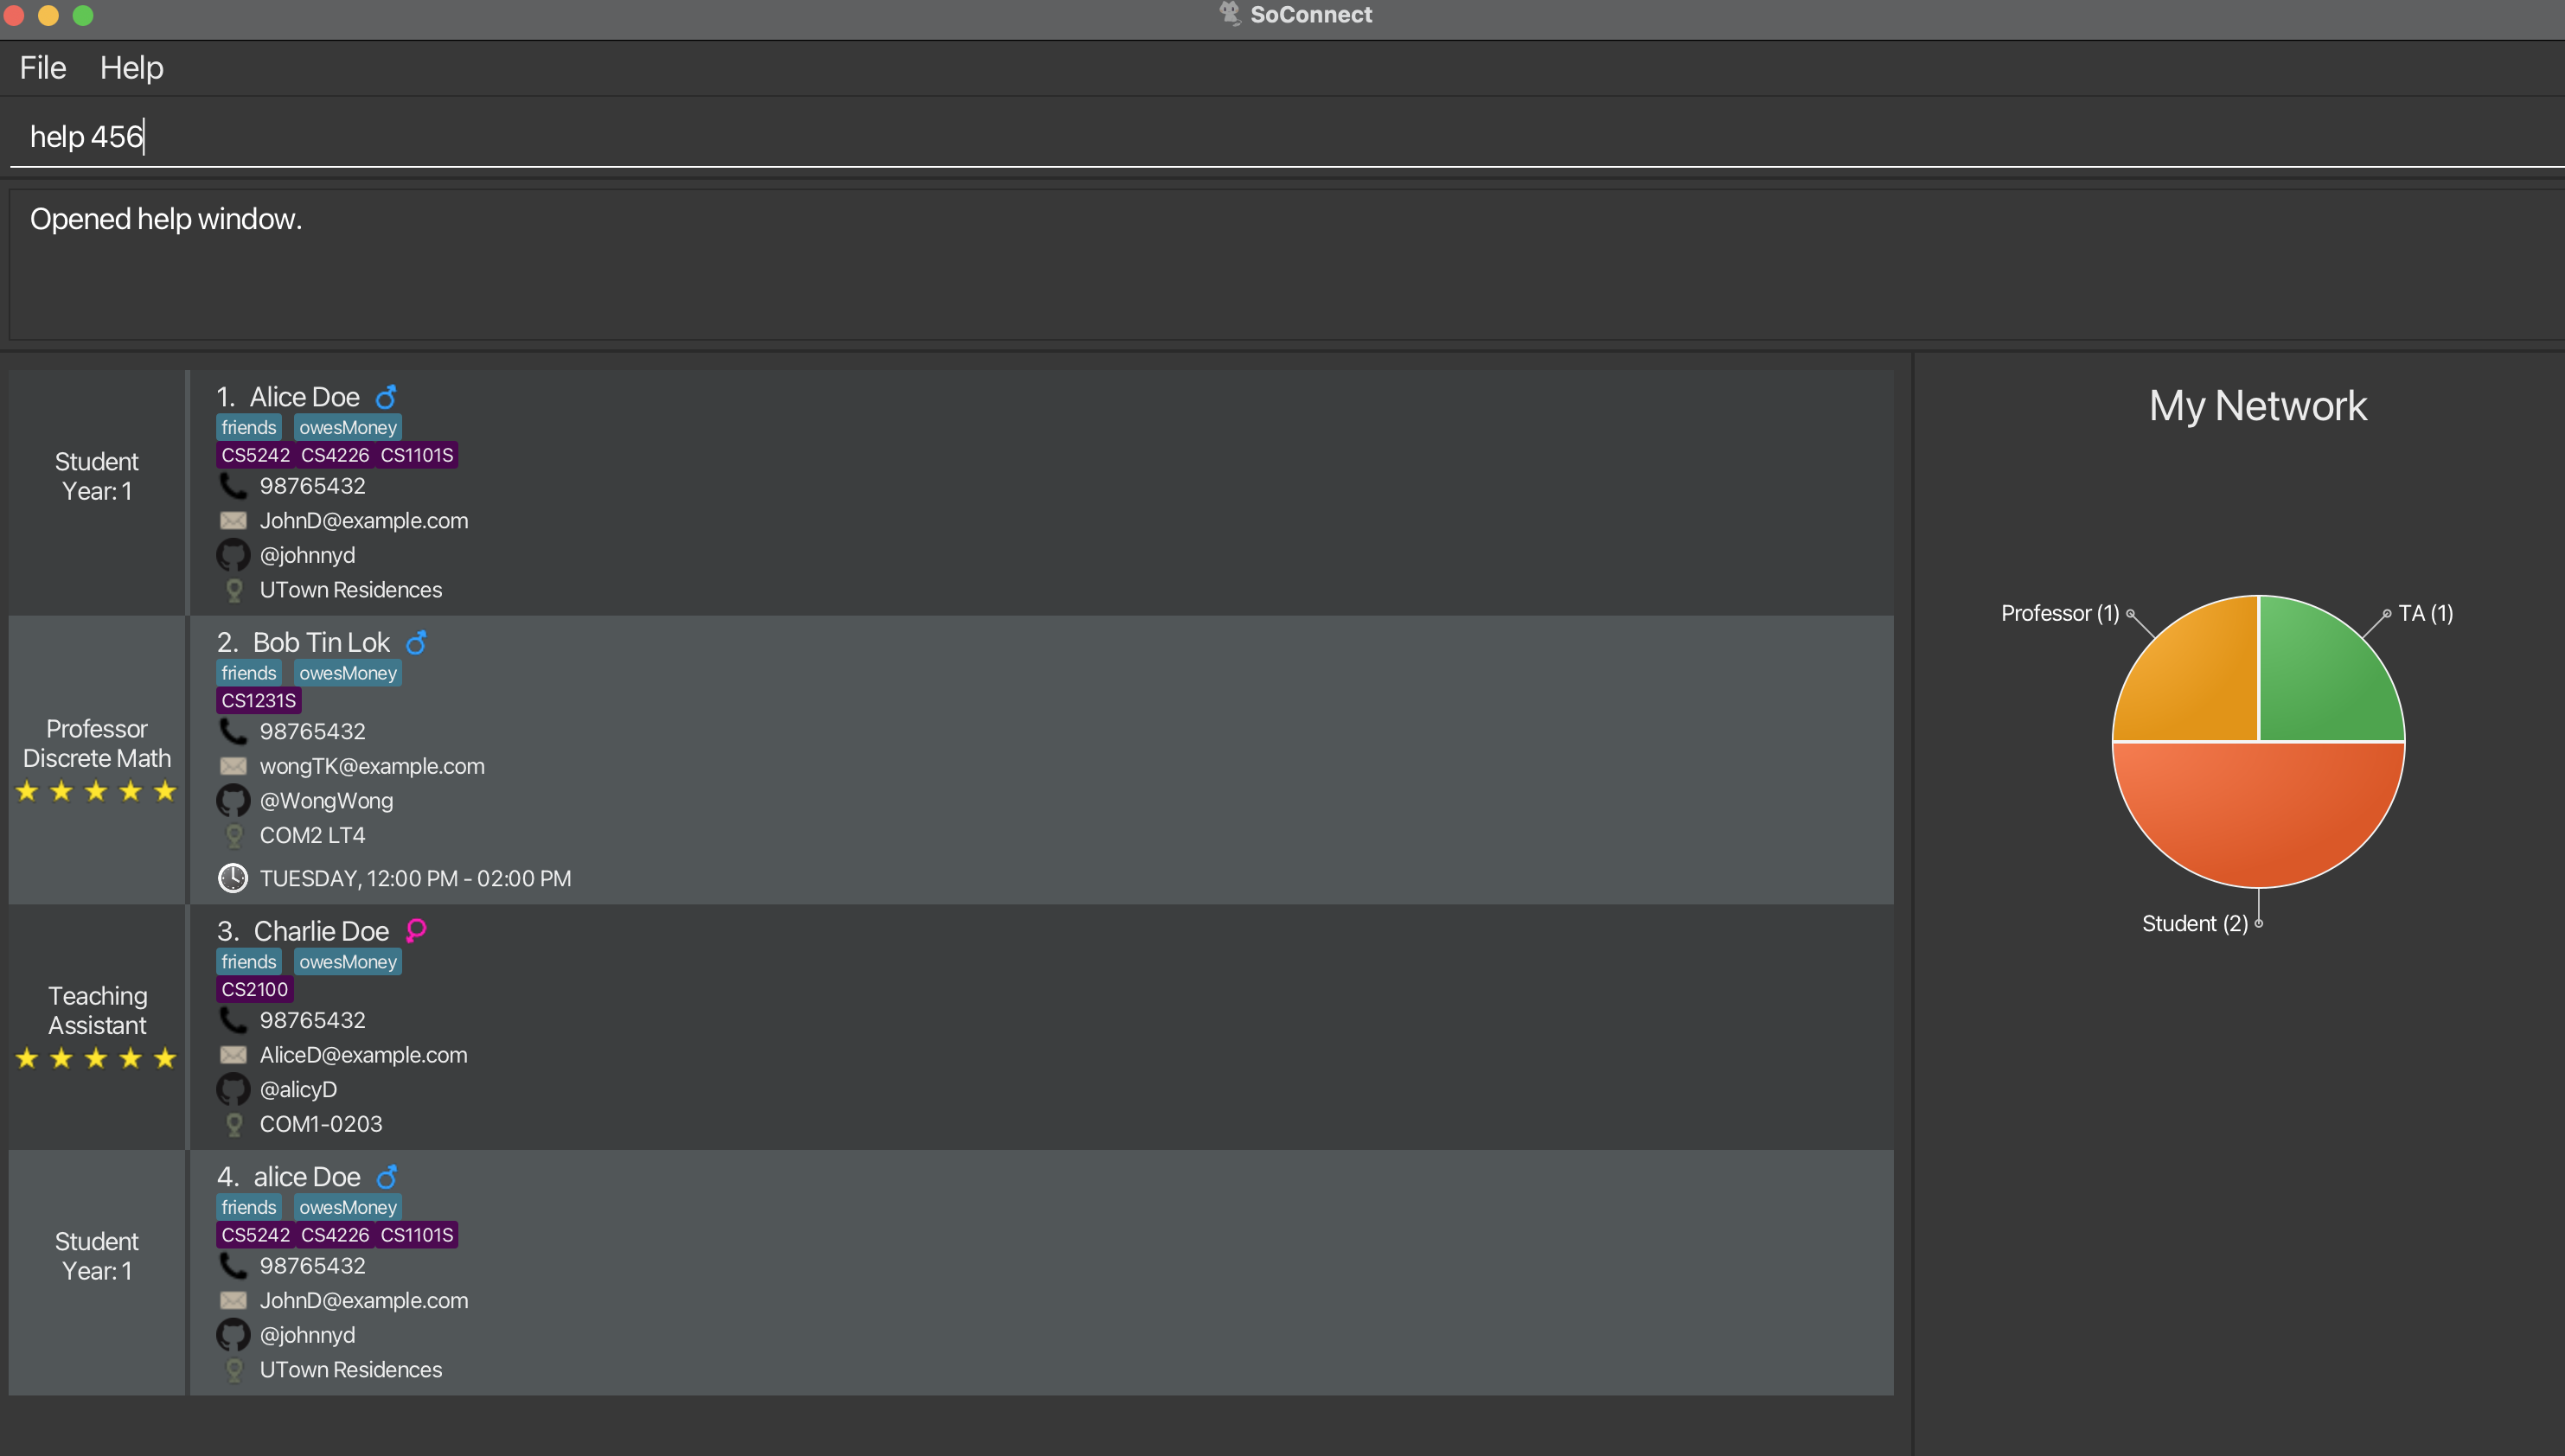 SoConnect
File Help
help 456
Opened help window.
Student
Year: 1
1. Alice Doe
friends owesMoney
CS5242 CS4226 CS1101S
98765432
JohnD@example.com
@johnnyd
UTown Residences
Professor
Discrete Math
2. Bob Tin Lok
friends owesMoney
CS1231S
98765432
wongTK@example.com
@WongWong
COM2 LT4
TUESDAY, 12:00 PM - 02:00 PM
Teaching
Assistant
3. Charlie Doe
friends owesMoney
CS2100
98765432
AliceD@example.com
@alicyD
COM1-0203
Student
Year: 1
4. alice Doe
friends owesMoney
CS5242 CS4226 CS1101S
98765432
JohnD@example.com
@johnnyd
UTown Residences
My Network
Professor (1)
TA (1)
Student (2)